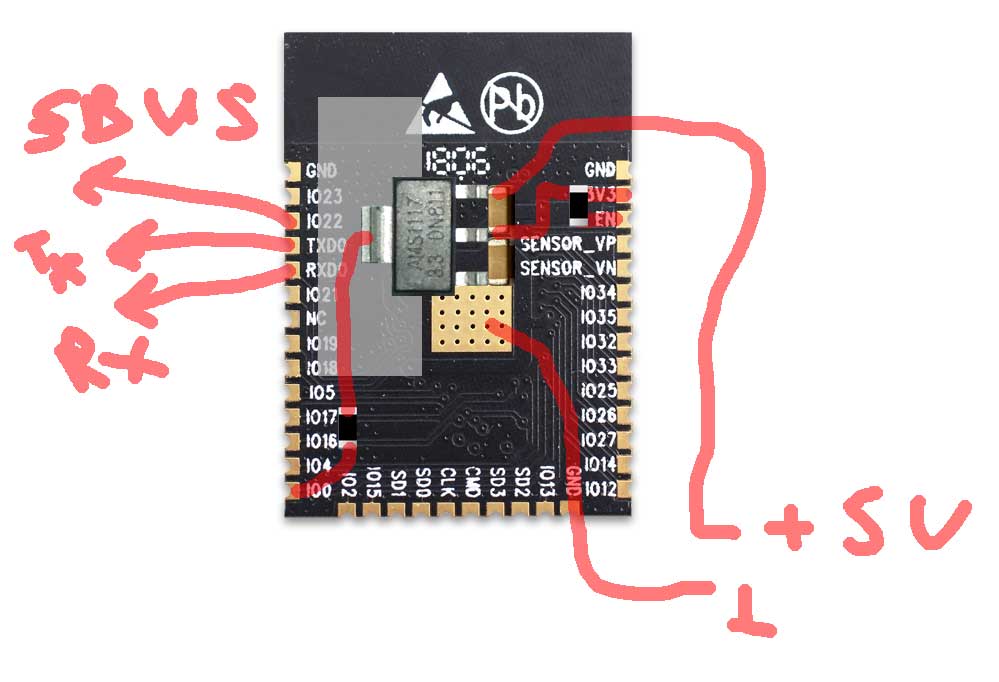 SBUS
Tx
Rx
Pb
1806
GND
IO23
IO22
TXD0
RXD0
IO21
NC
IO19
IO18
IO5
IO17
IO16
IO4
IO0
AMS1117
3.3 DN811
IO2
IO15
SD1
SD0
CLK
CMD
SD3
SD2
IO13
GND
GND
3V3
EN
SENSOR_VP
SENSOR_VN
IO34
IO35
IO32
IO33
IO25
IO26
IO27
IO14
IO12
+5V